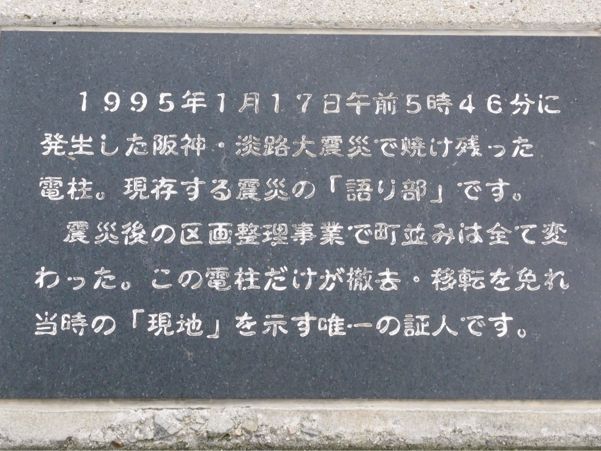 １９９５年１月１７日午前５時４６分に
発生した阪神・淡路大震災で焼け残った
電柱。現存する震災の「語り部」です。
震災後の区画整理事業で町並みは全て変
わった。この電柱だけが撤去・移転を免れ
当時の「現地」を示す唯一の証人です。